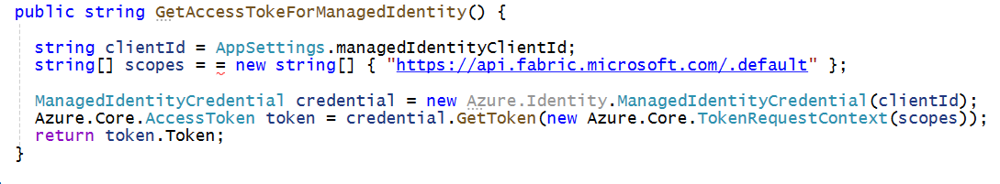 public string GetAccessTokeForManagedIdentity() {
string clientId = AppSettings.managedIdentityClientId;
string[] scopes = = new string[] { "https://api.fabric.microsoft.com/.default" };
ManagedIdentityCredential credential = new Azure.Identity.ManagedIdentityCredential(clientId);
Azure.Core.AccessToken token = credential.GetToken(new Azure.Core.TokenRequestContext(scopes));
return token.Token;
}